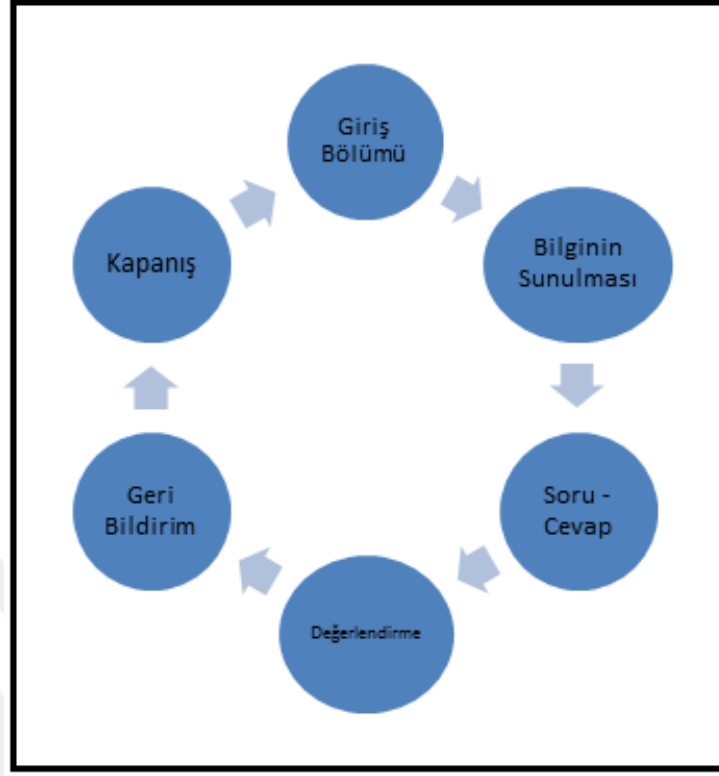 Giriş
Bölümü
Bilginin
Sunulması
Soru -
Cevap
Değerlendirme
Geri
Bildirim
Kapanış